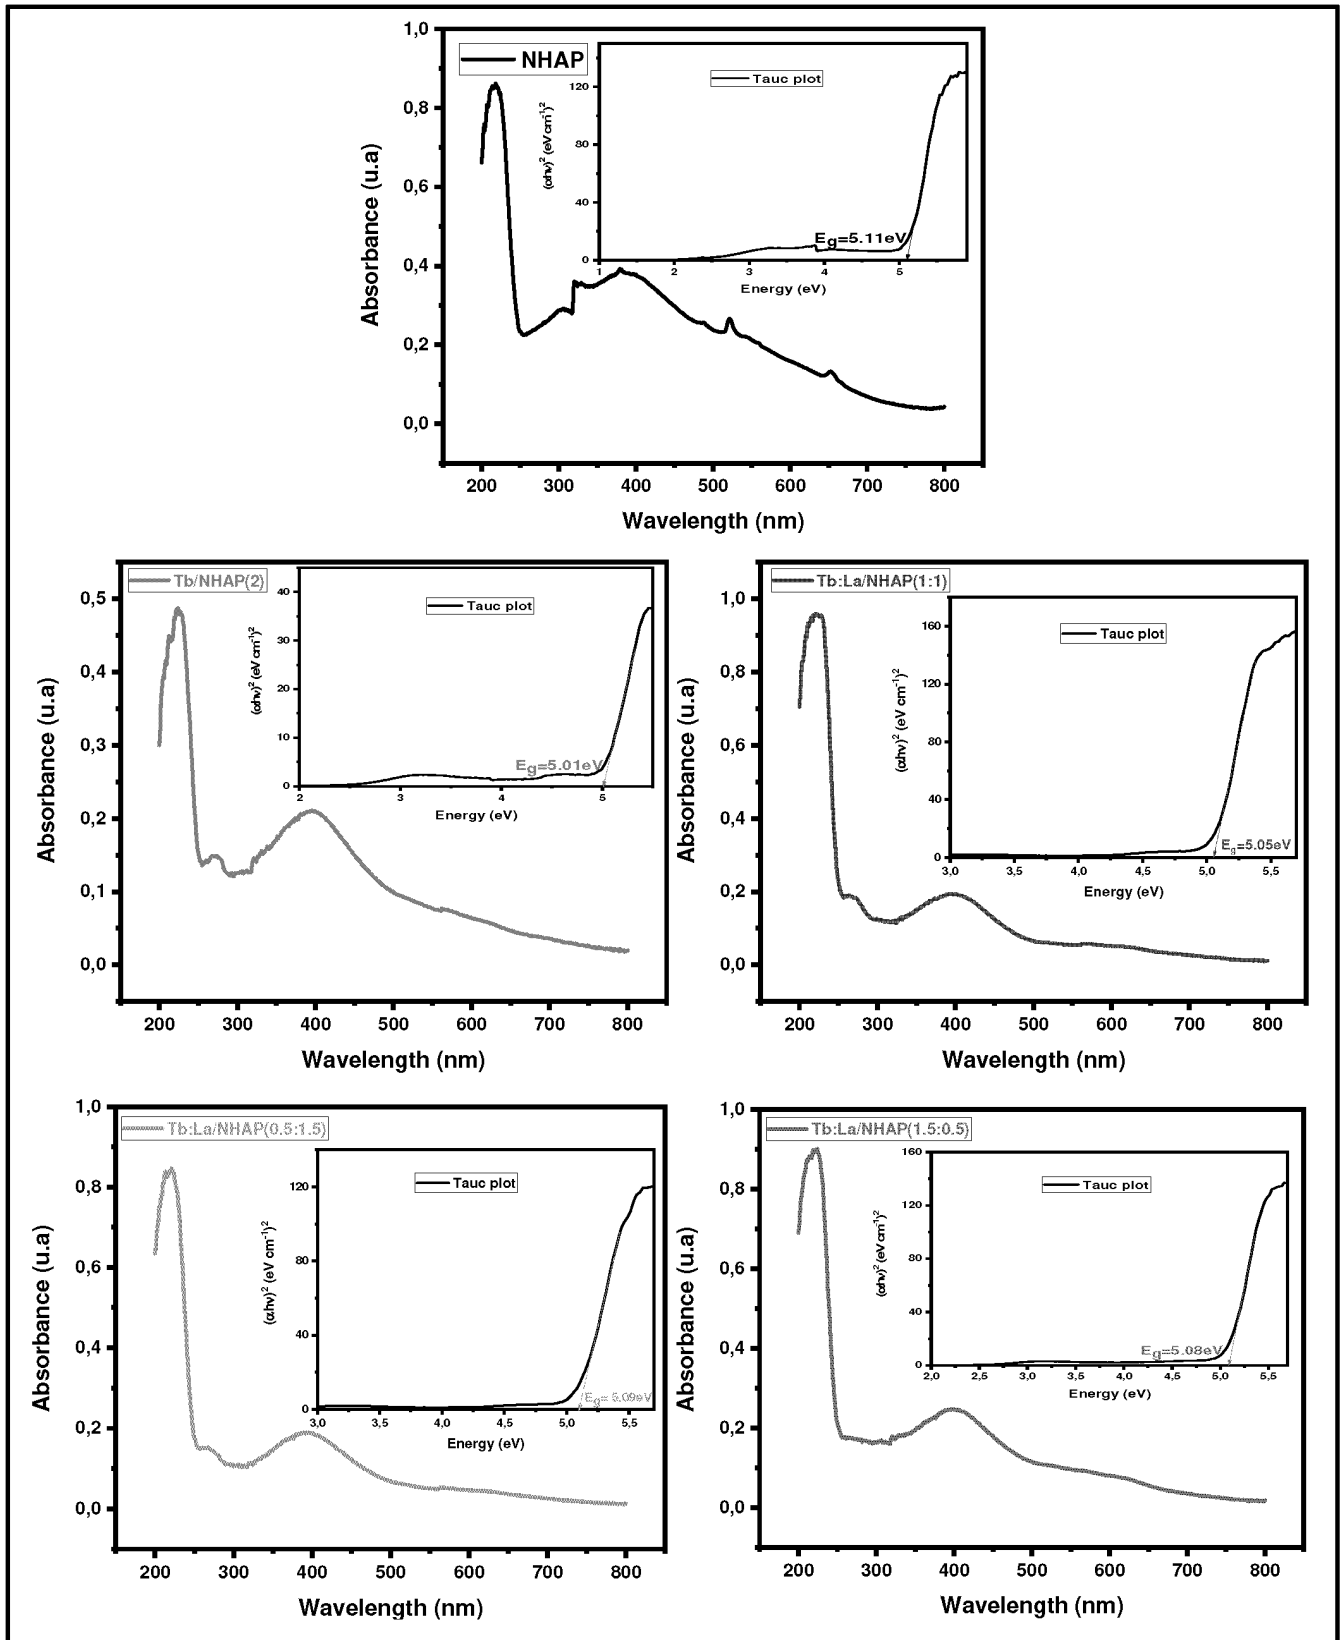 NHAP
Tauc plot
(αhν)² (eVcm⁻¹)²
120
80
40
0
1 2 3 4 5
Energy (eV)
Eg=5.11eV
Absorbance (u.a)
1,0
0,8
0,6
0,4
0,2
0,0
200 300 400 500 600 700 800
Wavelength (nm)
Tb/NHAP(2)
Tauc plot
(αhν)² (eV cm⁻¹)²
40
30
20
10
0
2 3 4 5
Energy (eV)
Eg=5.01eV
Absorbance (u.a)
0,5
0,4
0,3
0,2
0,1
0,0
200 300 400 500 600 700 800
Wavelength (nm)
Tb:La/NHAP(1:1)
Tauc plot
(αhν)² (eV cm⁻¹)²
160
120
80
40
0
3,0 3,5 4,0 4,5 5,0 5,5
Energy (eV)
Eg=5.05eV
Absorbance (u.a)
1,0
0,8
0,6
0,4
0,2
0,0
200 300 400 500 600 700 800
Wavelength (nm)
Tb:La/NHAP(0.5:1.5)
Tauc plot
(αhν)² (eV cm⁻¹)²
120
80
40
0
3,0 3,5 4,0 4,5 5,0 5,5
Energy (eV)
Eg= 5.09eV
Absorbance (u.a)
1,0
0,8
0,6
0,4
0,2
0,0
200 300 400 500 600 700 800
Wavelength (nm)
Tb:La/NHAP(1.5:0.5)
Tauc plot
(αhν)² (eV cm⁻¹)²
160
120
80
40
0
2,0 2,5 3,0 3,5 4,0 4,5 5,0 5,5
Energy (eV)
Eg=5.08eV
Absorbance (u.a)
1,0
0,8
0,6
0,4
0,2
0,0
200 300 400 500 600 700 800
Wavelength (nm)